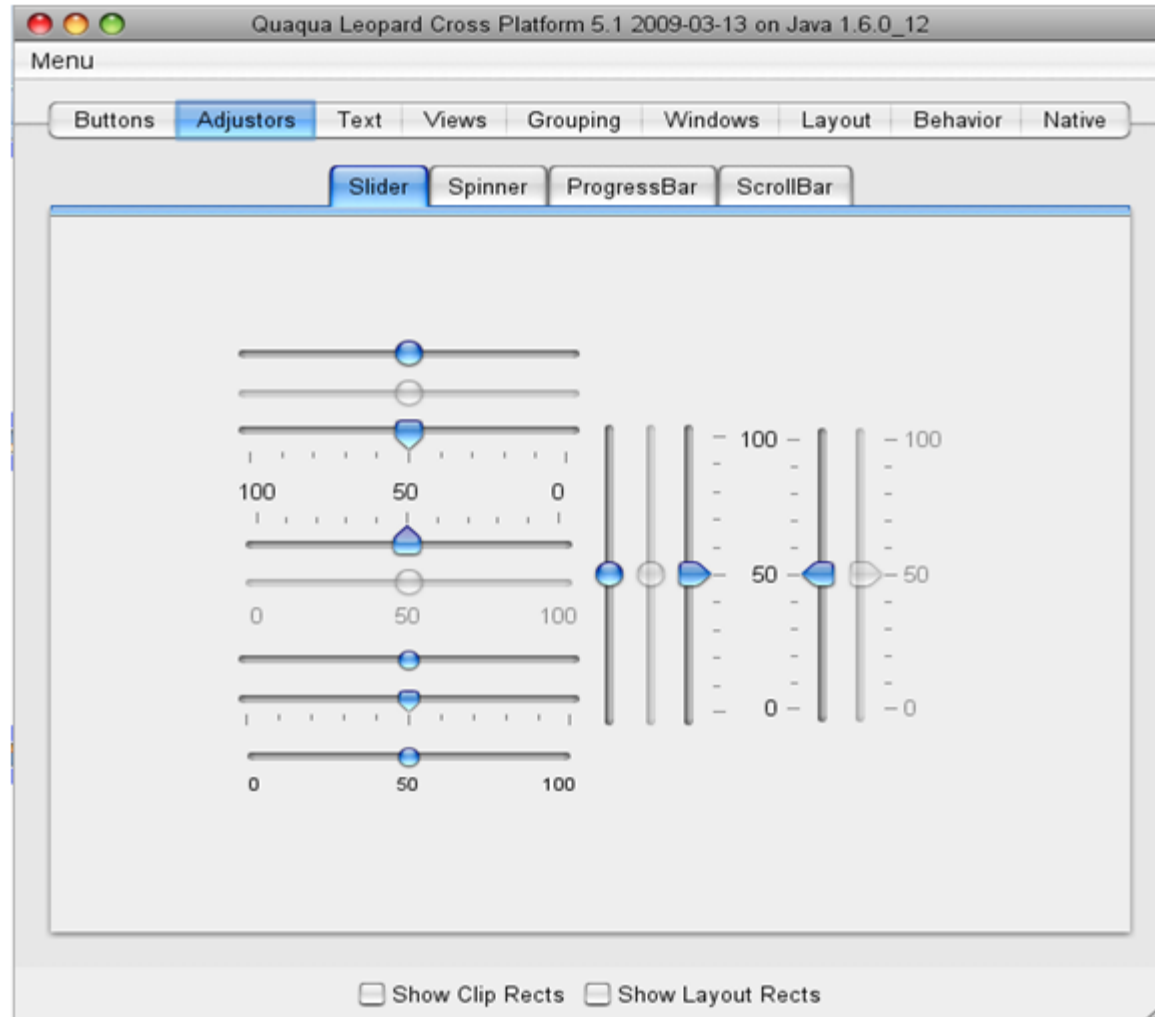 Quaqua Leopard Cross Platform 5.1 2009-03-13 on Java 1.6.0_12
Menu
Buttons Adjustors Text Views Grouping Windows Layout Behavior Native
Slider Spinner ProgressBar ScrollBar
100 50 0
0 50 100
0 50 100
100 100
50 50
0 0
Show Clip Rects Show Layout Rects